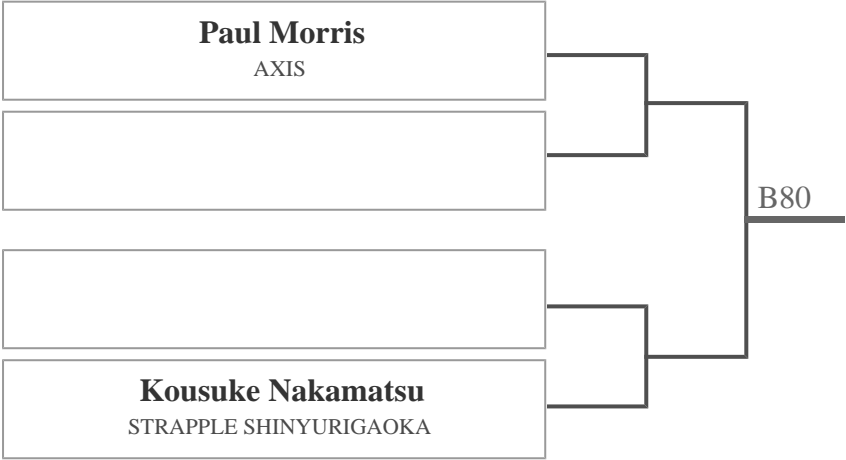 Paul Morris
AXIS
B80
Kousuke Nakamatsu
STRAPPLE SHINYURIGAOKA